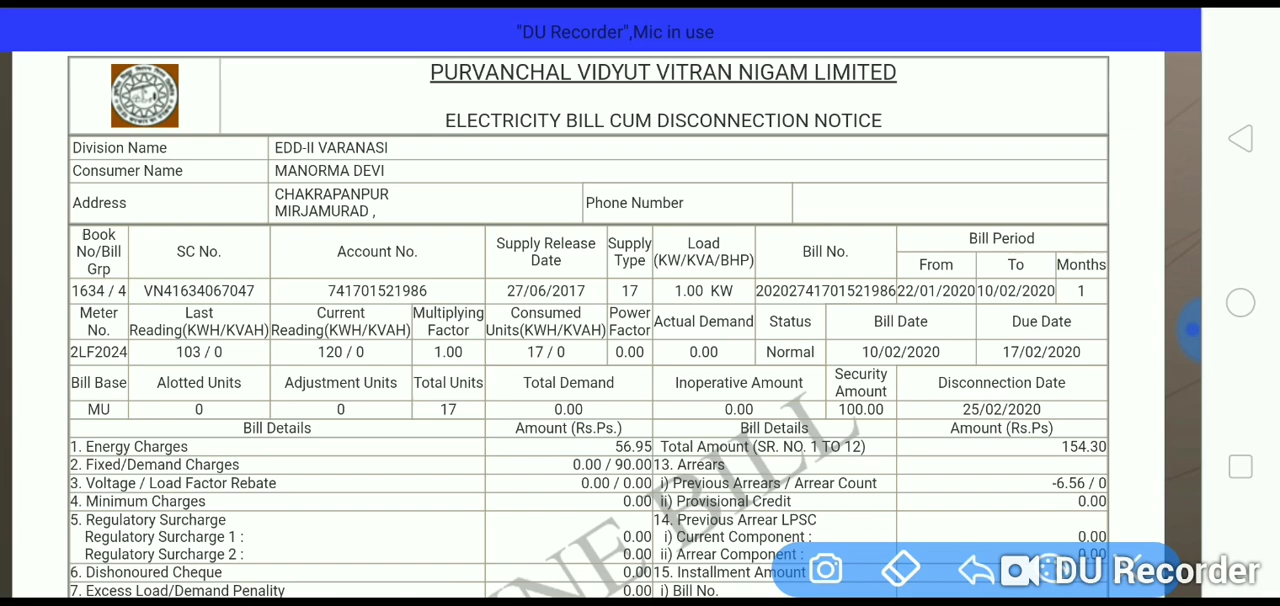 "DU Recorder",Mic in use
PURVANCHAL VIDYUT VITRAN NIGAM LIMITED
ELECTRICITY BILL CUM DISCONNECTION NOTICE
Division Name EDD-II VARANASI
Consumer Name MANORMA DEVI
Address CHAKRAPANPUR MIRJAMURAD , Phone Number
Book No/Bill Grp SC No. Account No. Supply Release Date Supply Type Load (KW/KVA/BHP) Bill No. Bill Period From To Months
1634 / 4 VN41634067047 741701521986 27/06/2017 17 1.00 KW 20202741701521986 22/01/2020 10/02/2020 1
Meter No. Last Reading(KWH/KVAH) Current Reading(KWH/KVAH) Multiplying Factor Consumed Units(KWH/KVAH) Power Factor Actual Demand Status Bill Date Due Date
2LF2024 103 / 0 120 / 0 1.00 17 / 0 0.00 0.00 Normal 10/02/2020 17/02/2020
Bill Base Alotted Units Adjustment Units Total Units Total Demand Inoperative Amount Security Amount Disconnection Date
MU 0 0 17 0.00 0.00 100.00 25/02/2020
Bill Details Amount (Rs.Ps.) Bill Details Amount (Rs.Ps)
1. Energy Charges 56.95 Total Amount (SR. NO. 1 TO 12) 154.30
2. Fixed/Demand Charges 0.00 / 90.00 13. Arrears
3. Voltage / Load Factor Rebate 0.00 / 0.00 i) Previous Arrears / Arrear Count -6.56 / 0
4. Minimum Charges 0.00 ii) Provisional Credit 0.00
5. Regulatory Surcharge 14. Previous Arrear LPSC
Regulatory Surcharge 1 : 0.00 i) Current Component : 0.00
Regulatory Surcharge 2 : 0.00 ii) Arrear Component : 0.00
6. Dishonoured Cheque 0.00 15. Installment Amount
7. Excess Load/Demand Penalty 0.00 i) Bill No.
NE BILL
DU Recorder